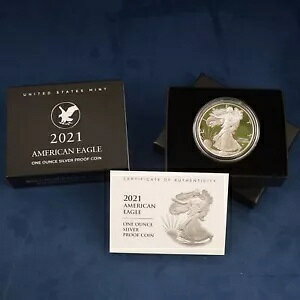 UNITED STATES MINT
2021
AMERICAN EAGLE
ONE OUNCE SILVER PROOF COIN
CERTIFICATE OF AUTHENTICITY
2021
AMERICAN
EAGLE
ONE OUNCE
SILVER
PROOF COIN